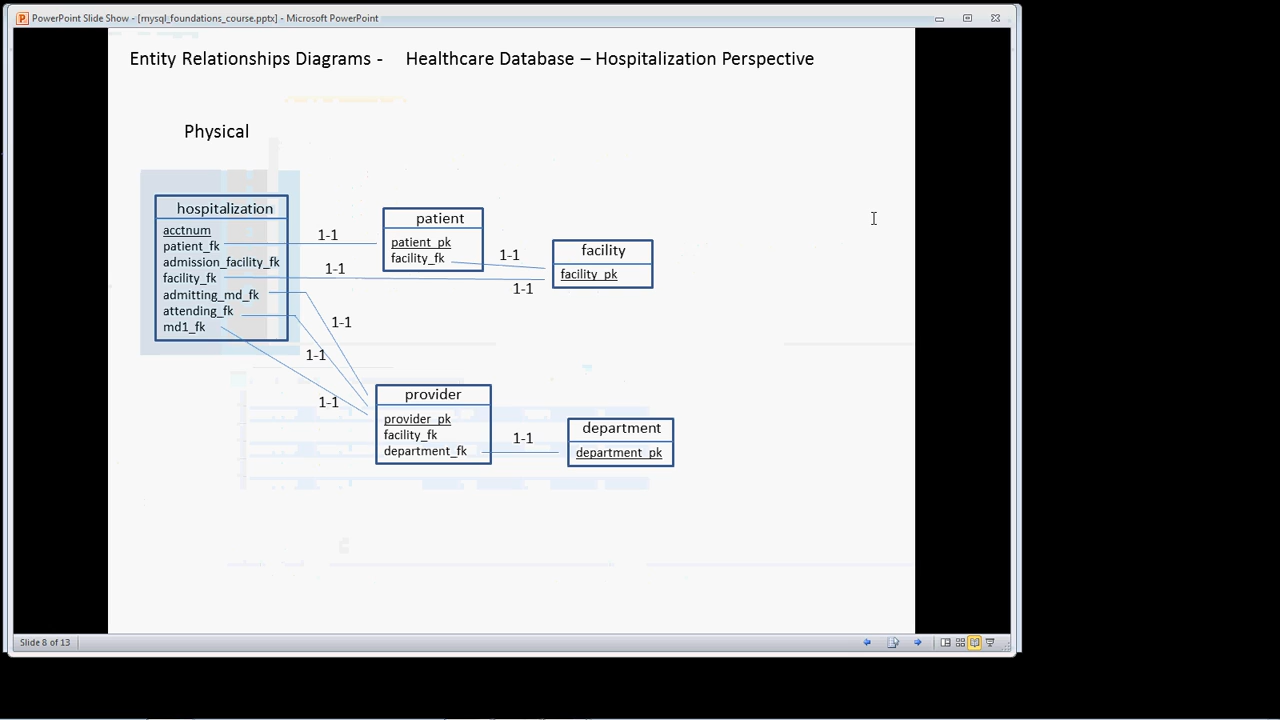 PowerPoint Slide Show - [mysql_foundations_course.pptx] - Microsoft PowerPoint
Entity Relationships Diagrams - Healthcare Database – Hospitalization Perspective
Physical
hospitalization
acctnum
patient_fk
admission_facility_fk
facility_fk
admitting_md_fk
attending_fk
md1_fk
1-1
1-1
patient
patient_pk
facility_fk
1-1
1-1
facility
facility_pk
1-1
1-1
1-1
provider
provider_pk
facility_fk
department_fk
1-1
department
department_pk
Slide 8 of 13